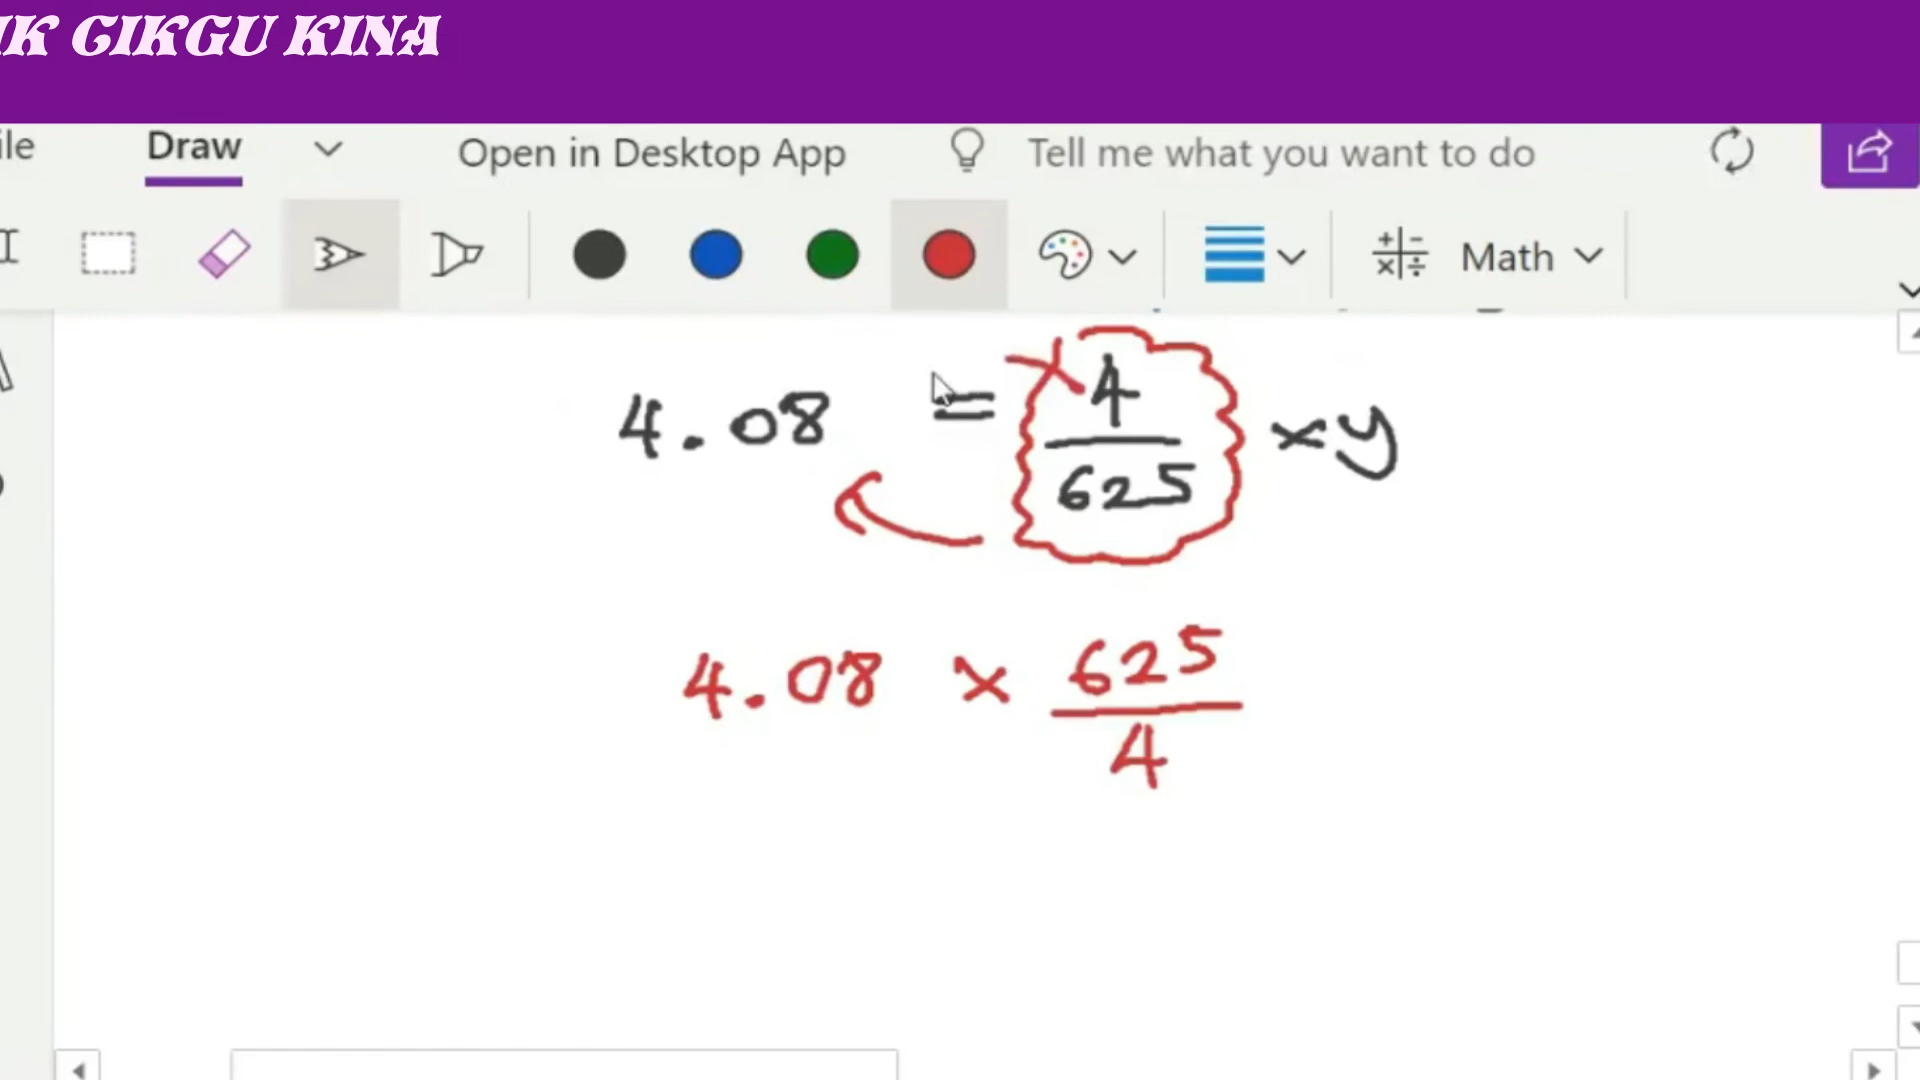 IK CIKGU KINA
ile Draw Open in Desktop App Tell me what you want to do
Math
4.08 = 4/625 × y
4.08 × 625/4